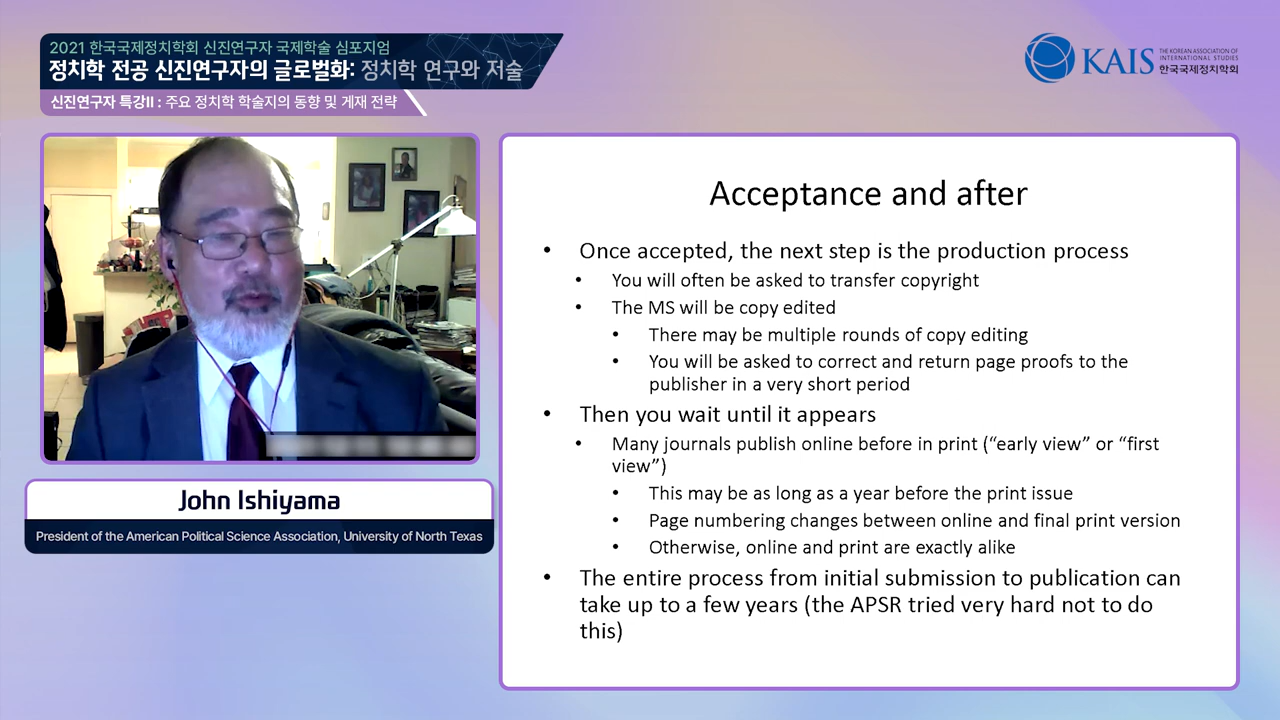 2021 한국국제정치학회 신진연구자 국제학술 심포지엄
정치학 전공 신진연구자의 글로벌화: 정치학 연구와 저술
신진연구자 특강II : 주요 정치학 학술지의 동향 및 게재 전략
KAIS
THE KOREAN ASSOCIATION OF
INTERNATIONAL STUDIES
한국국제정치학회
Acceptance and after
• Once accepted, the next step is the production process
• You will often be asked to transfer copyright
• The MS will be copy edited
• There may be multiple rounds of copy editing
• You will be asked to correct and return page proofs to the
publisher in a very short period
• Then you wait until it appears
• Many journals publish online before in print (“early view” or “first
view”)
• This may be as long as a year before the print issue
• Page numbering changes between online and final print version
• Otherwise, online and print are exactly alike
• The entire process from initial submission to publication can
take up to a few years (the APSR tried very hard not to do
this)
John Ishiyama
President of the American Political Science Association, University of North Texas